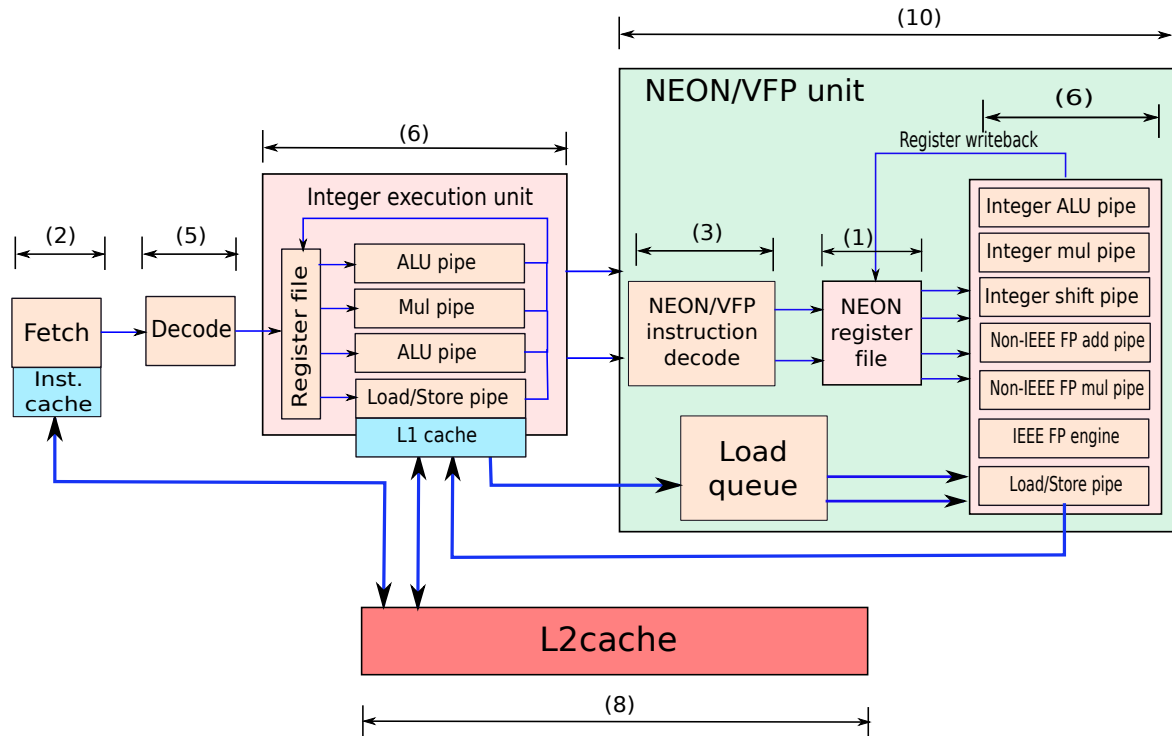 (10)
NEON/VFP unit
(6)
Register writeback
Integer ALU pipe
Integer mul pipe
Integer shift pipe
Non-IEEE FP add pipe
Non-IEEE FP mul pipe
IEEE FP engine
Load/Store pipe
(6)
Integer execution unit
Register file
ALU pipe
Mul pipe
ALU pipe
Load/Store pipe
L1 cache
(2)
Fetch
Inst.
cache
(5)
Decode
(3)
NEON/VFP
instruction
decode
(1)
NEON
register
file
Load
queue
L2cache
(8)